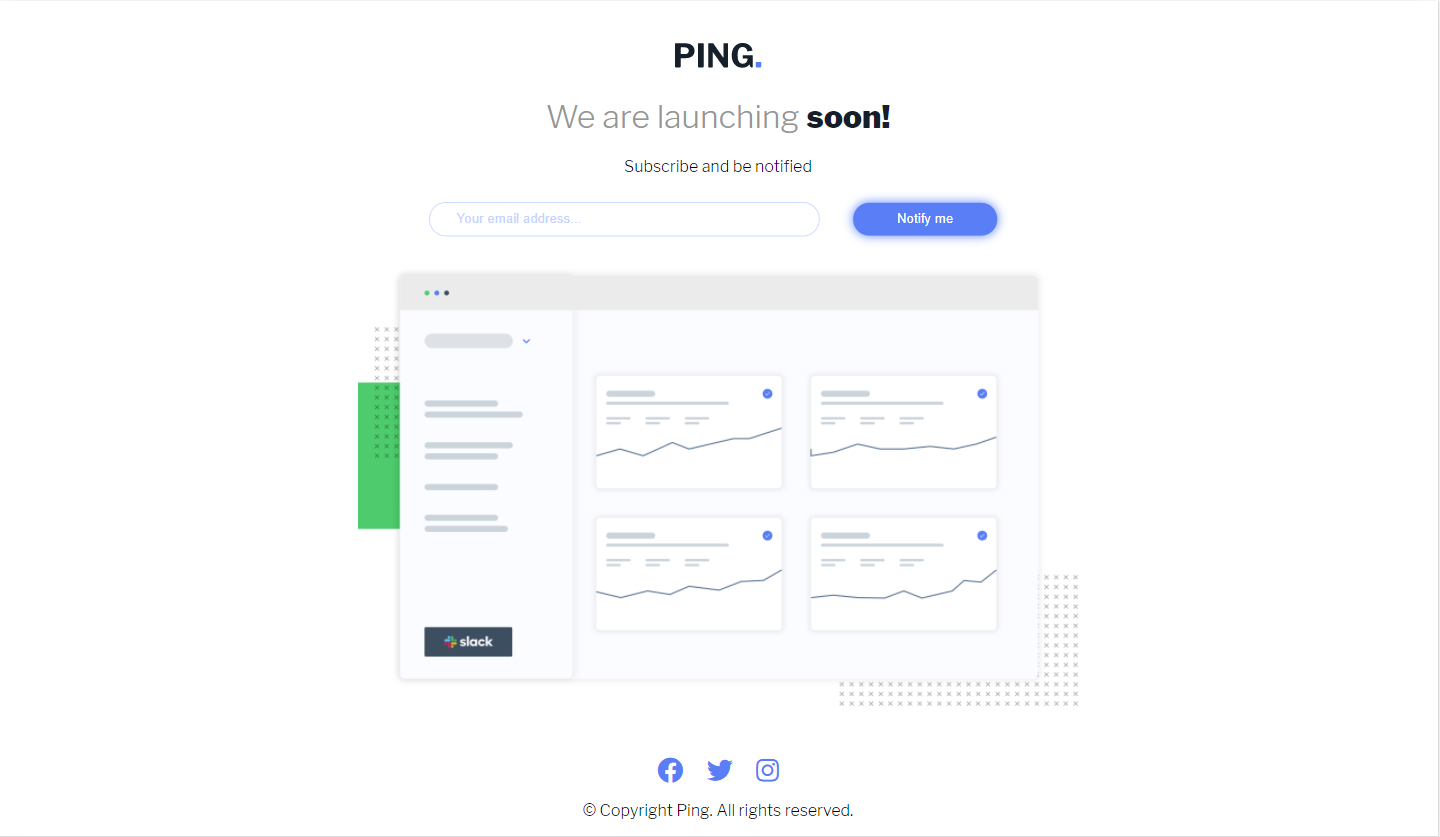 PING.
We are launching soon!
Subscribe and be notified
Your email address...
Notify me
slack
© Copyright Ping. All rights reserved.